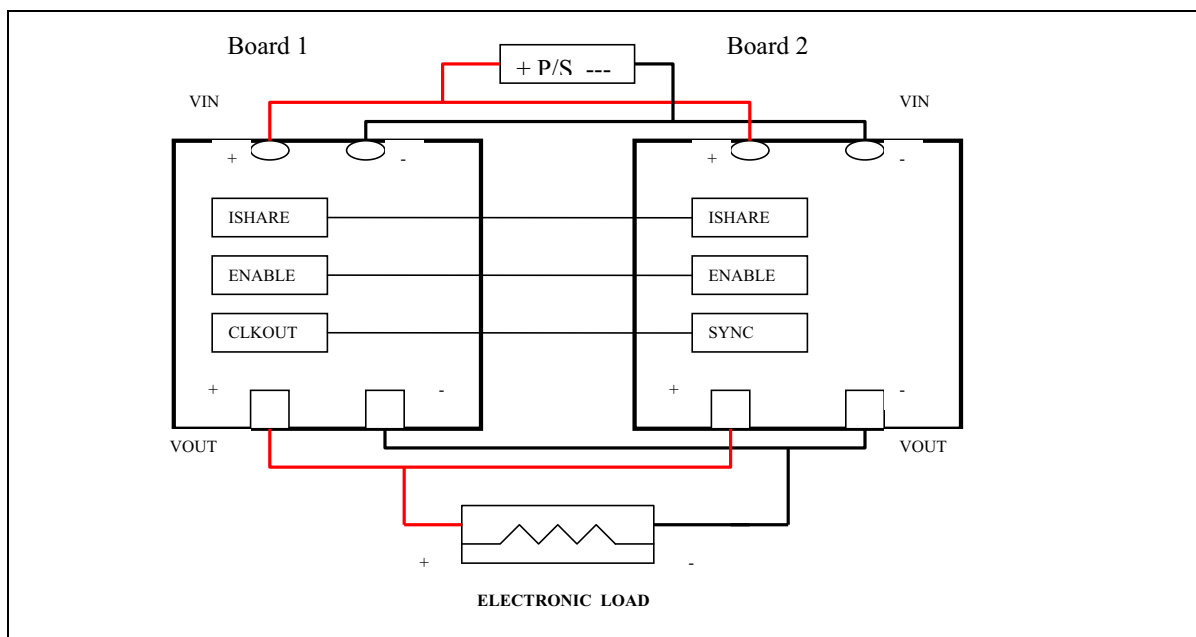 Board 1
Board 2
+ P/S ---
VIN
VIN
+ -
+ -
ISHARE
ISHARE
ENABLE
ENABLE
CLKOUT
SYNC
+ -
+ -
VOUT
VOUT
+ -
ELECTRONIC LOAD